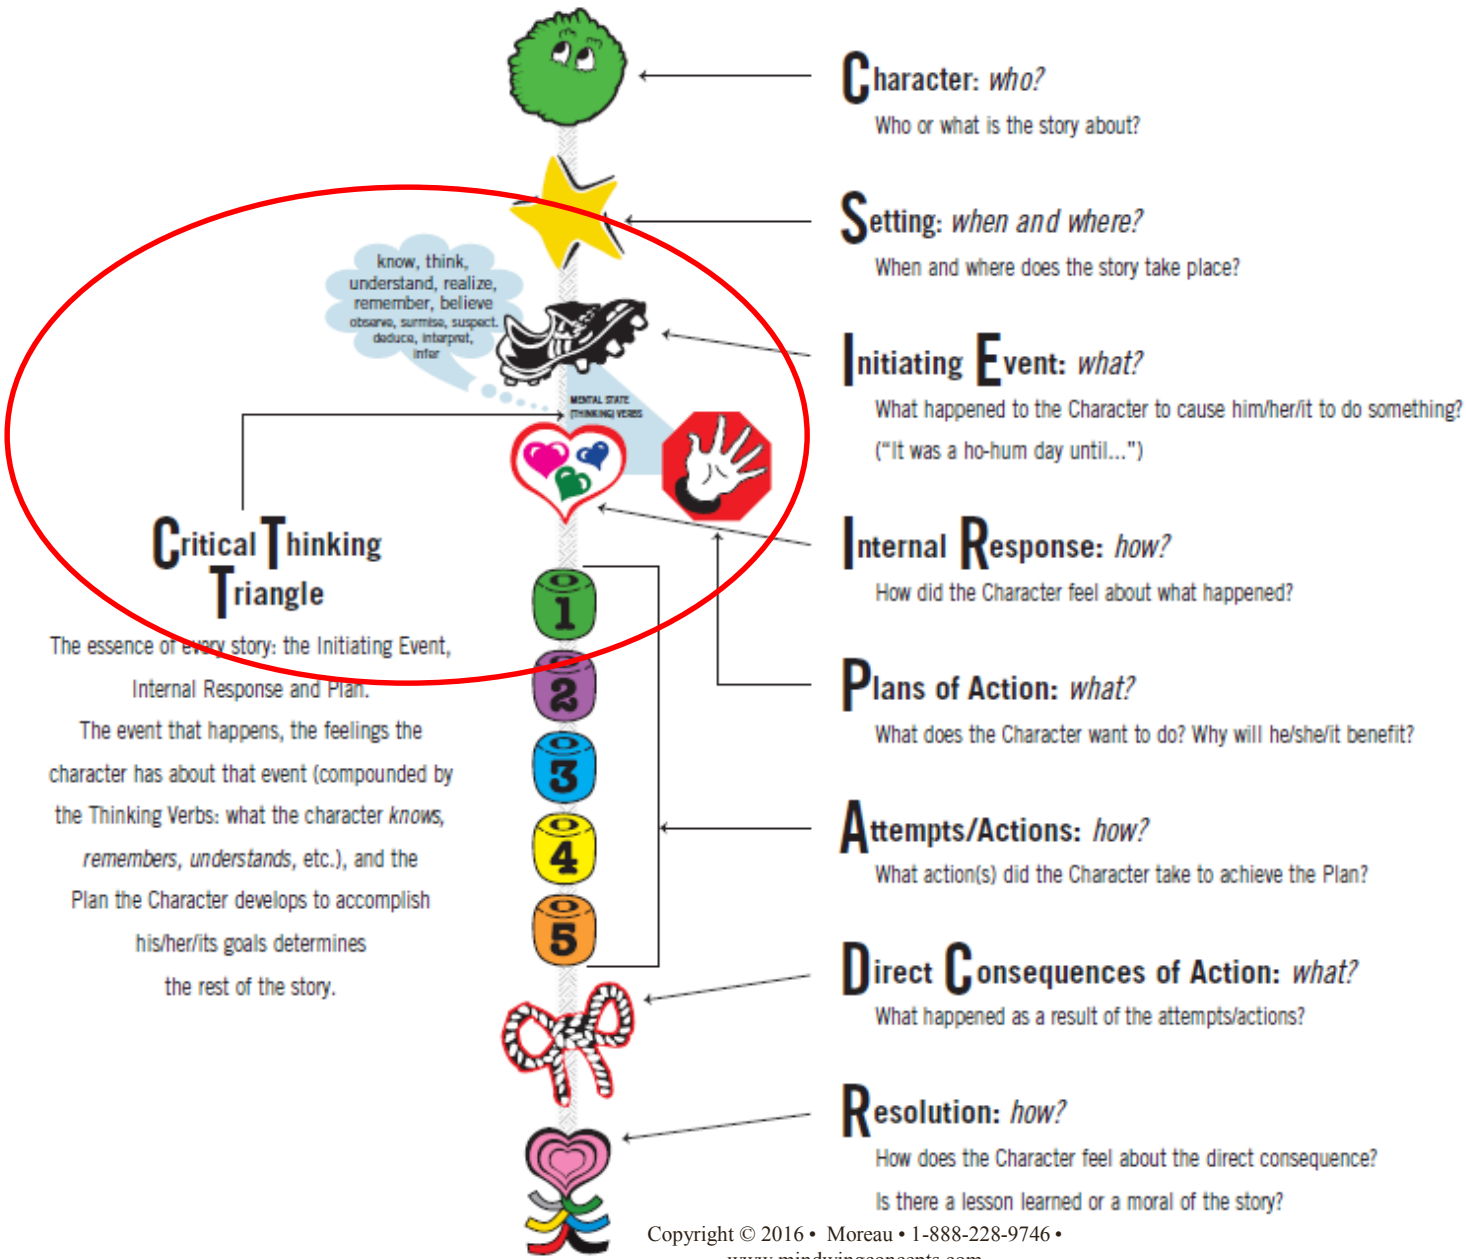 Character: who?
Who or what is the story about?
Setting: when and where?
When and where does the story take place?
know, think,
understand, realize,
remember, believe
observe, surmise, suspect.
deduce, interpret,
infer
Initiating Event: what?
What happened to the Character to cause him/her/it to do something?
("It was a ho-hum day until...")
MENTAL STATE
(THINKING) VERBS
Internal Response: how?
How did the Character feel about what happened?
Critical Thinking
Triangle
The essence of every story: the Initiating Event,
Internal Response and Plan.
The event that happens, the feelings the
character has about that event (compounded by
the Thinking Verbs: what the character knows,
remembers, understands, etc.), and the
Plan the Character develops to accomplish
his/her/its goals determines
the rest of the story.
1
2
3
4
5
Plans of Action: what?
What does the Character want to do? Why will he/she/it benefit?
Attempts/Actions: how?
What action(s) did the Character take to achieve the Plan?
Direct Consequences of Action: what?
What happened as a result of the attempts/actions?
Resolution: how?
How does the Character feel about the direct consequence?
Is there a lesson learned or a moral of the story?
Copyright © 2016 • Moreau • 1-888-228-9746 •
www.mindwingconcepts.com